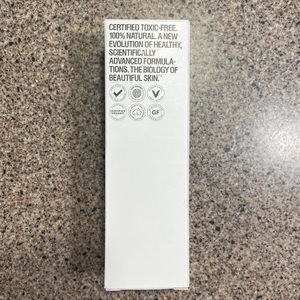 CERTIFIED TOXIC-FREE.
100% NATURAL. A NEW
EVOLUTION OF HEALTHY,
SCIENTIFICALLY
ADVANCED FORMULA-
TIONS. THE BIOLOGY OF
BEAUTIFUL SKIN.™
V
GF